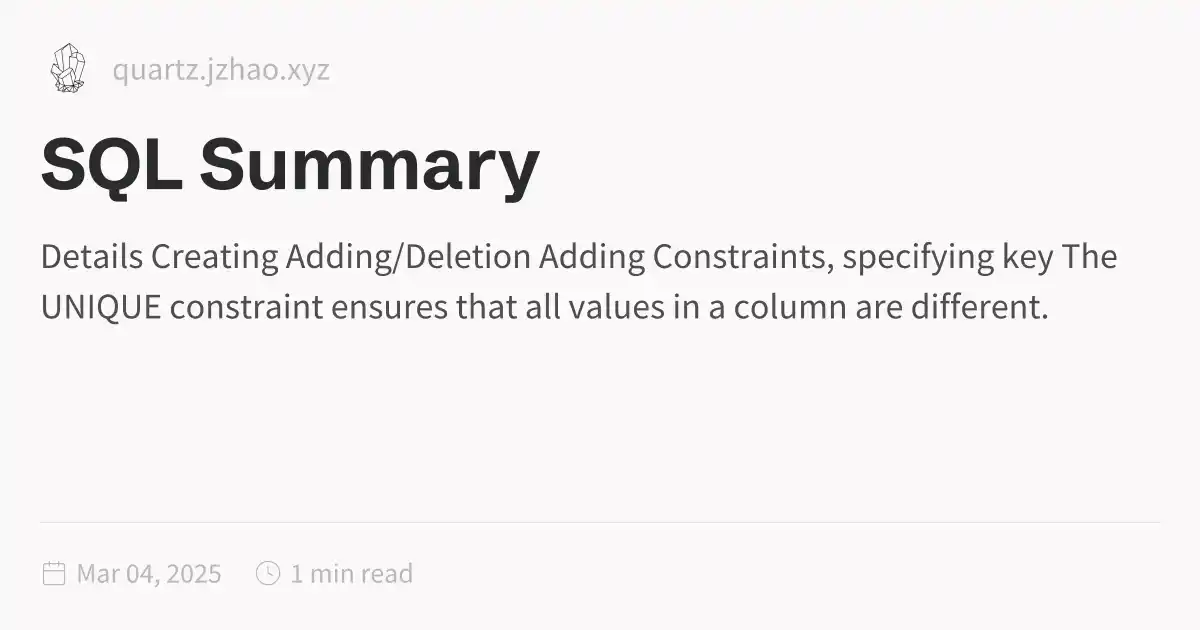 quartz.jzhao.xyz
SQL Summary
Details Creating Adding/Deletion Adding Constraints, specifying key The
UNIQUE constraint ensures that all values in a column are different.
Mar 04, 2025 1 min read